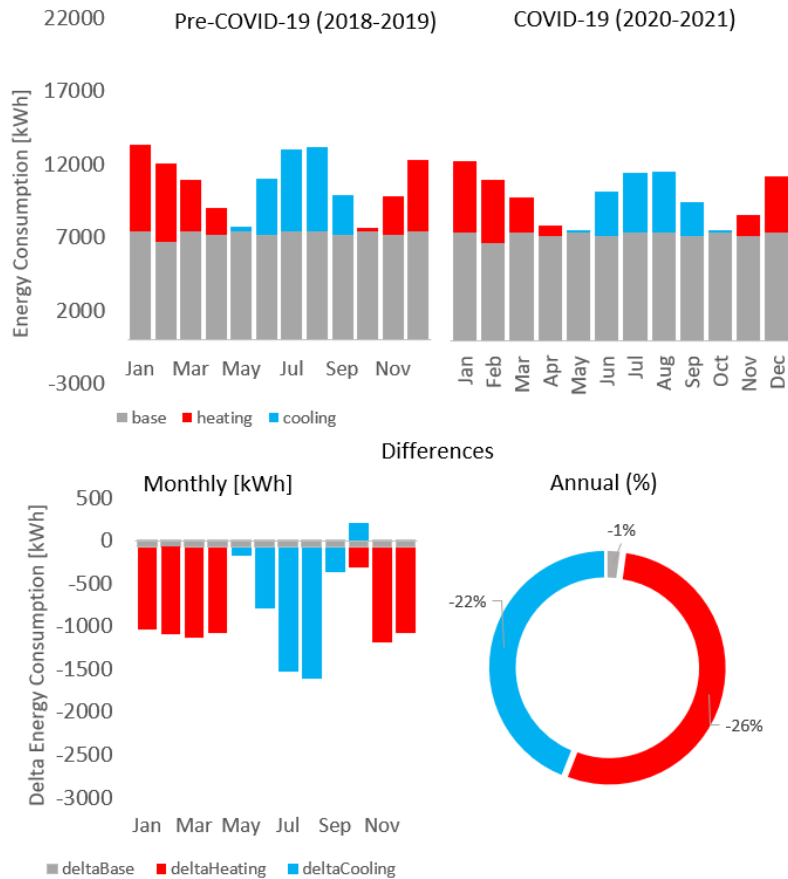 Pre-COVID-19 (2018-2019)
COVID-19 (2020-2021)
Energy Consumption [kWh]
22000
17000
12000
7000
2000
-3000
Jan Mar May Jul Sep Nov
Jan Feb Mar Apr May Jun Jul Aug Sep Oct Nov Dec
base heating cooling
Differences
Monthly [kWh]
Annual (%)
Delta Energy Consumption [kWh]
500
0
-500
-1000
-1500
-2000
-2500
-3000
Jan Mar May Jul Sep Nov
deltaBase deltaHeating deltaCooling
-1%
-22%
-26%